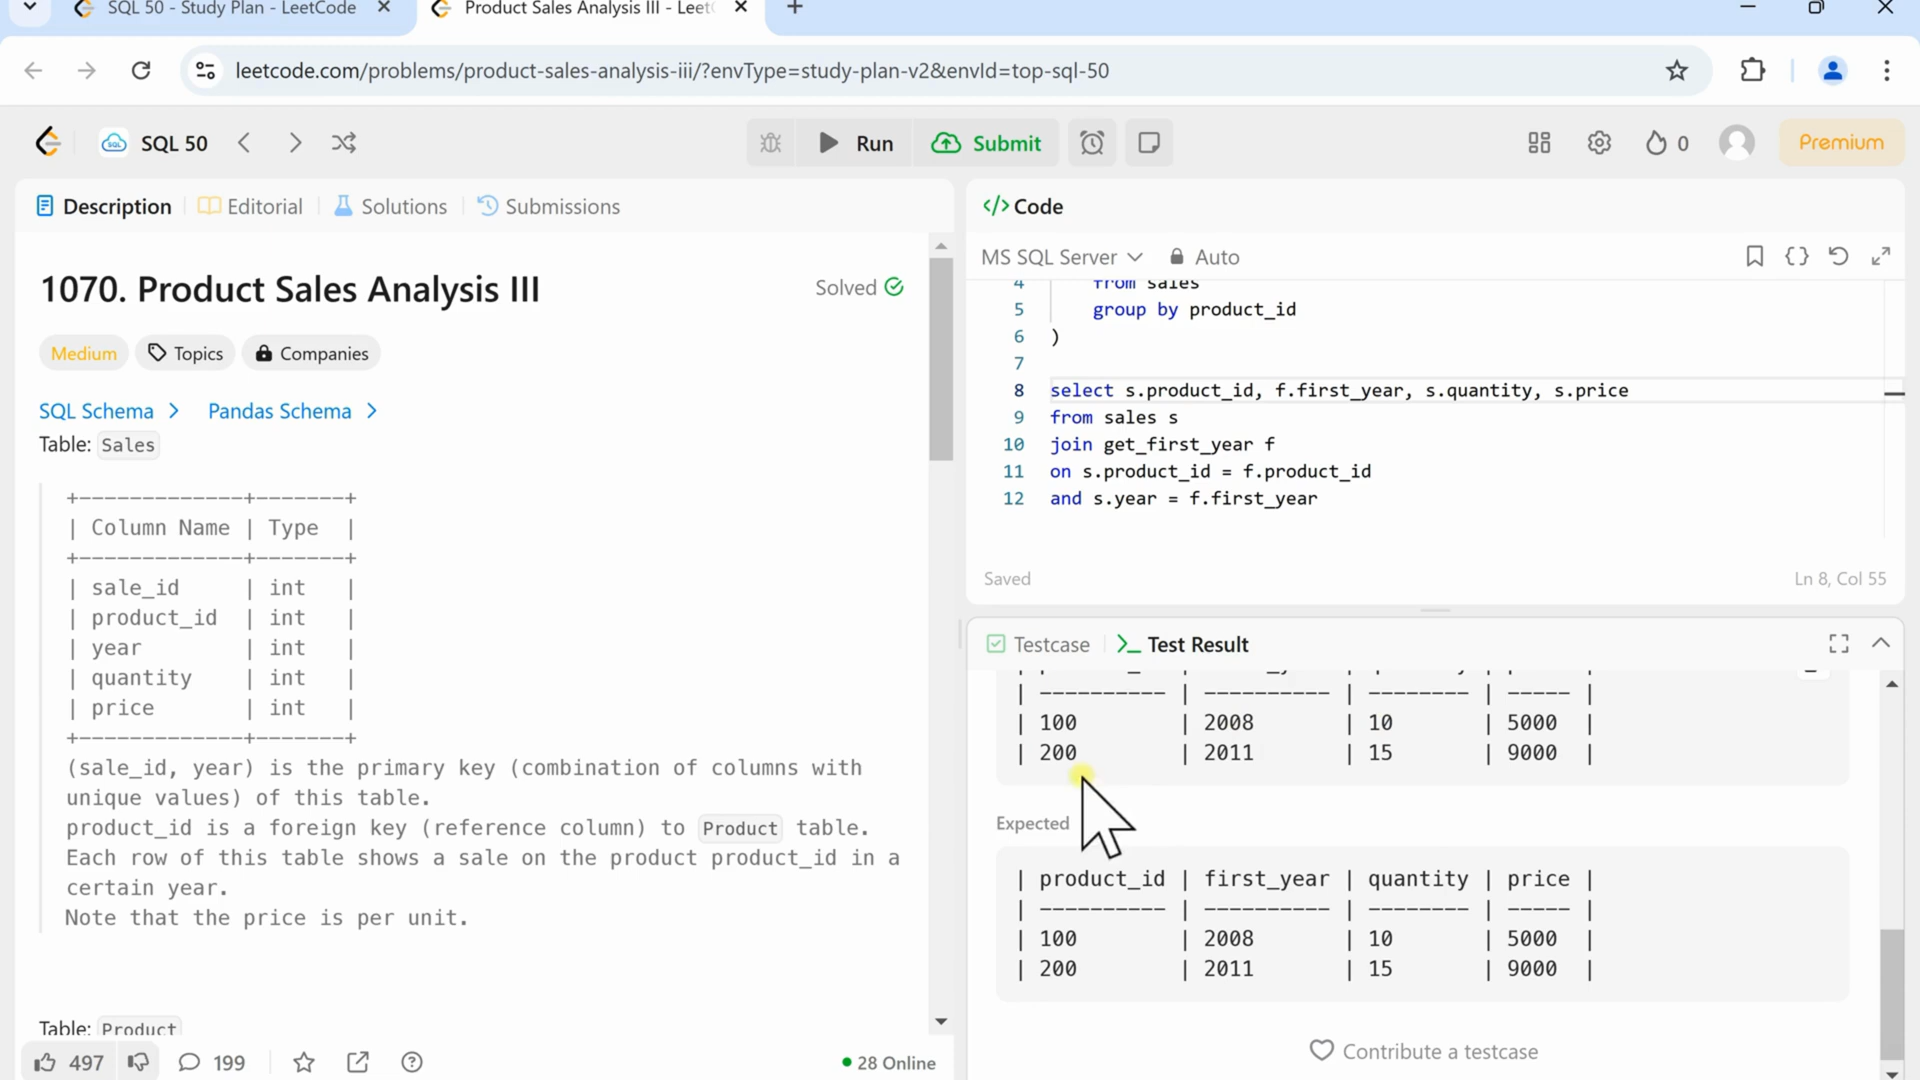 SQL 50 - Study Plan - LeetCode
Product Sales Analysis III - Leet
leetcode.com/problems/product-sales-analysis-iii/?envType=study-plan-v2&envId=top-sql-50
SQL 50
Run
Submit
0
Premium
Description
Editorial
Solutions
Submissions
1070. Product Sales Analysis III
Solved
Medium
Topics
Companies
SQL Schema
Pandas Schema
Table: Sales
+-------------+-------+
| Column Name | Type  |
+-------------+-------+
| sale_id     | int   |
| product_id  | int   |
| year        | int   |
| quantity    | int   |
| price       | int   |
+-------------+-------+
(sale_id, year) is the primary key (combination of columns with
unique values) of this table.
product_id is a foreign key (reference column) to Product table.
Each row of this table shows a sale on the product product_id in a
certain year.
Note that the price is per unit.
Table: Product
497
199
28 Online
</> Code
MS SQL Server
Auto
4 from sales
5 group by product_id
6 )
7
8 select s.product_id, f.first_year, s.quantity, s.price
9 from sales s
10 join get_first_year f
11 on s.product_id = f.product_id
12 and s.year = f.first_year
Saved
Ln 8, Col 55
Testcase
Test Result
| ---------- | ---------- | -------- | ----- |
| 100 | 2008 | 10 | 5000 |
| 200 | 2011 | 15 | 9000 |
Expected
| product_id | first_year | quantity | price |
| ---------- | ---------- | -------- | ----- |
| 100 | 2008 | 10 | 5000 |
| 200 | 2011 | 15 | 9000 |
Contribute a testcase